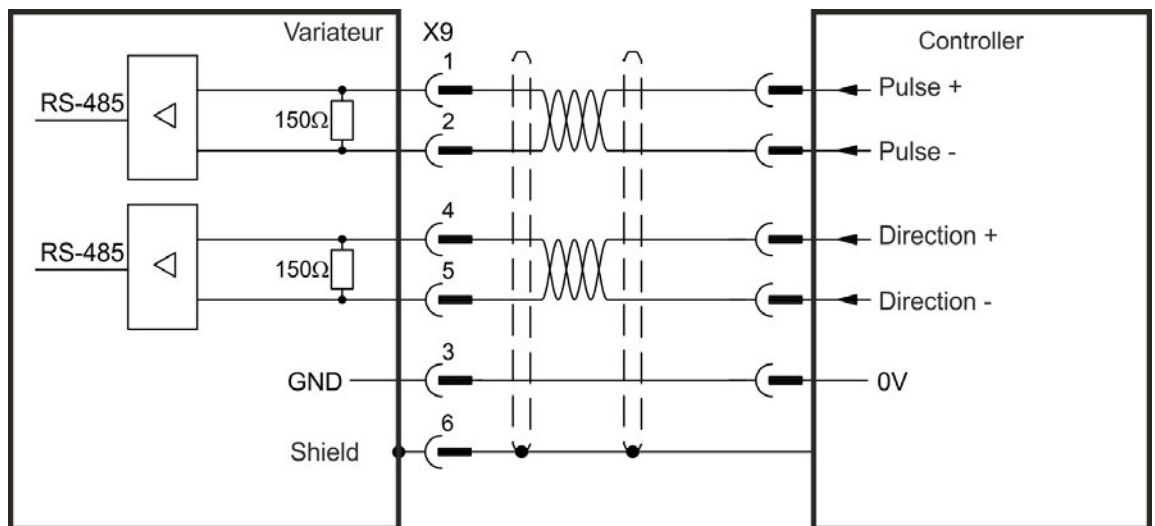 Variateur
X9
Controller
1
Pulse +
RS-485
150Ω
2
Pulse -
4
Direction +
RS-485
150Ω
5
Direction -
3
GND
0V
6
Shield